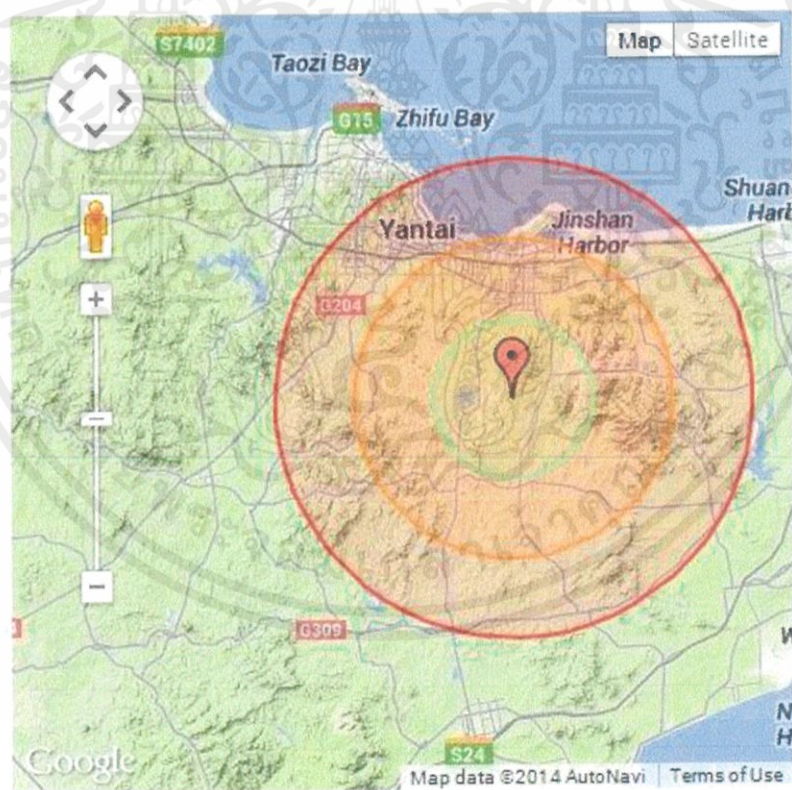 S7402
Map Satellite
Taozi Bay
G15 Zhifu Bay
Shuan
Harb
Yantai
Jinshan
Harbor
G204
G309
S24
Google
Map data ©2014 AutoNavi Terms of Use